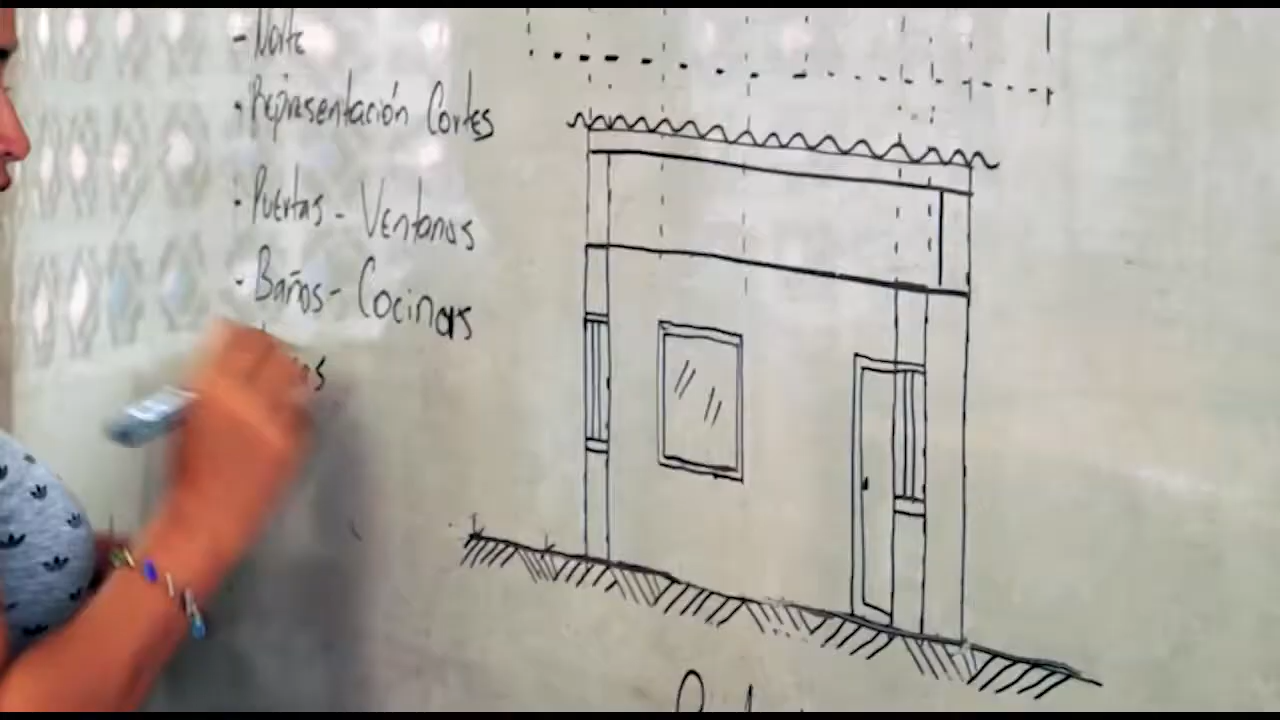 - Norte
- Representación Cortes
- Puertas - Ventanas
- Baños - Cocinas